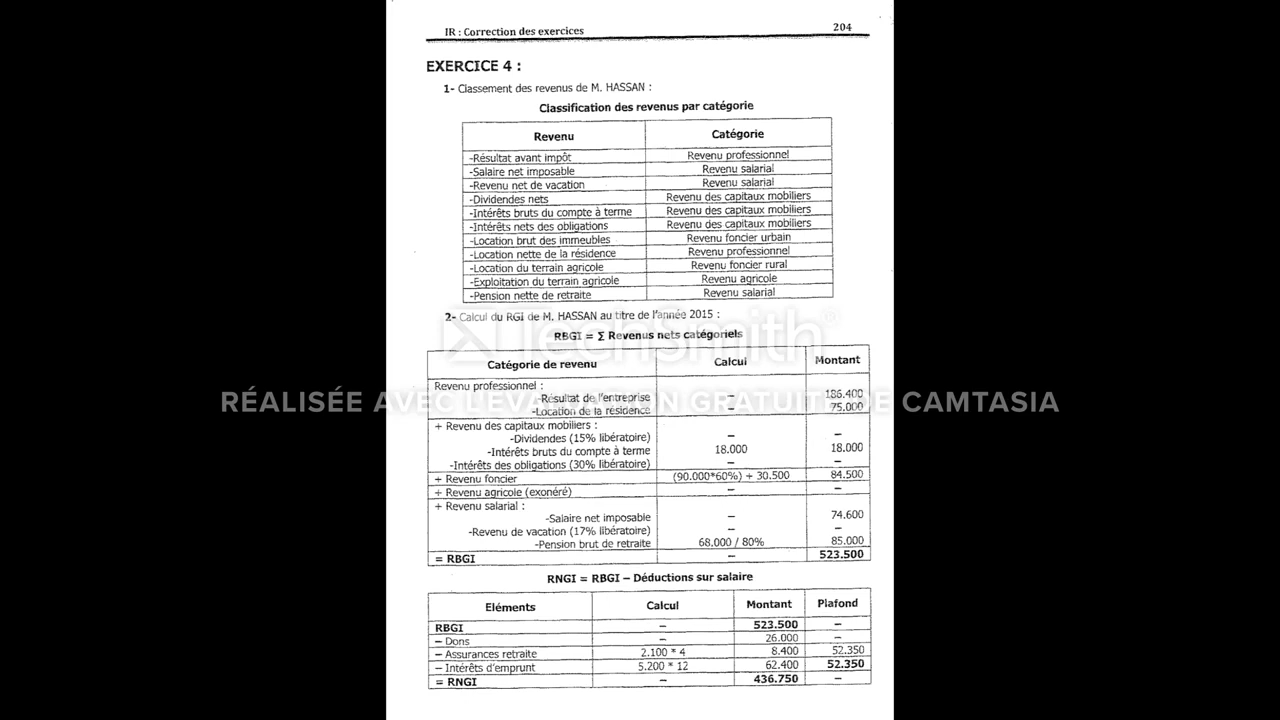 IR : Correction des exercices 204
EXERCICE 4 :
1- Classement des revenus de M. HASSAN :
Classification des revenus par catégorie
Revenu Catégorie
-Résultat avant impôt Revenu professionnel
-Salaire net imposable Revenu salarial
-Revenu net de vacation Revenu salarial
-Dividendes nets Revenu des capitaux mobiliers
-Intérêts bruts du compte à terme Revenu des capitaux mobiliers
-Intérêts nets des obligations Revenu des capitaux mobiliers
-Location brut des immeubles Revenu foncier urbain
-Location nette de la résidence Revenu professionnel
-Location du terrain agricole Revenu foncier rural
-Exploitation du terrain agricole Revenu agricole
-Pension nette de retraite Revenu salarial
2- Calcul du RGI de M. HASSAN au titre de l'année 2015 :
TechSmith
RBGI = ∑ Revenus nets catégoriels
Catégorie de revenu Calcul Montant
Revenu professionnel :
-Résultat de l'entreprise – 186.400
RÉALISÉE AVEC LEVALUATION GRATUITE DE CAMTASIA
-Location de la résidence – 75.000
+ Revenu des capitaux mobiliers :
-Dividendes (15% libératoire) – –
-Intérêts bruts du compte à terme 18.000 18.000
-Intérêts des obligations (30% libératoire) – –
+ Revenu foncier (90.000*60%) + 30.500 84.500
+ Revenu agricole (exonéré) – –
+ Revenu salarial :
-Salaire net imposable – 74.600
-Revenu de vacation (17% libératoire) – –
-Pension brut de retraite 68.000 / 80% 85.000
= RBGI – 523.500
RNGI = RBGI – Déductions sur salaire
Eléments Calcul Montant Plafond
RBGI – 523.500 –
– Dons – 26.000 –
– Assurances retraite 2.100 * 4 8.400 52.350
– Intérêts d'emprunt 5.200 * 12 62.400 52.350
= RNGI – 436.750 –